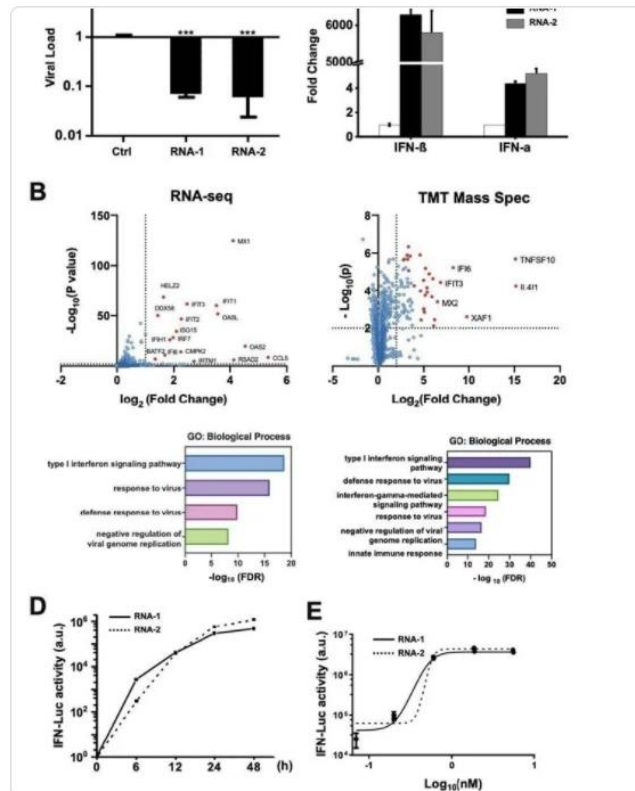 6000
RNA-1
RNA-2
5000
4
2
0
Fold Change
IFN-ß
IFN-a
1
0.1
0.01
Viral Load
***
***
Ctrl
RNA-1
RNA-2
B
RNA-seq
150
100
50
0
-Log10(P value)
MX1
HELZ2
DDX58
IFIT3
IFIT1
OASL
IFIT2
ISG15
IFIH1
IRF7
OAS2
BATF2
IFI6
CMPK2
IFITM1
RSAD2
CCL5
-2
0
2
4
6
log2 (Fold Change)
TMT Mass Spec
8
6
4
2
0
-Log10(p)
IFI6
TNFSF10
IFIT3
IL4I1
MX2
XAF1
0
5
10
15
20
Log2(Fold Change)
GO: Biological Process
type I interferon signaling pathway
response to virus
defense response to virus
negative regulation of
viral genome replication
0
5
10
15
20
-log10 (FDR)
GO: Biological Process
type I interferon signaling
pathway
defense response to virus
interferon-gamma-mediated
signaling pathway
response to virus
negative regulation of viral
genome replication
innate immune response
0
10
20
30
40
50
- log10 (FDR)
D
RNA-1
RNA-2
10^6
10^4
10^2
10^0
IFN-Luc activity (a.u.)
0
6
12
24
48
(h)
E
RNA-1
RNA-2
10^7
10^6
10^5
10^4
IFN-Luc activity (a.u.)
-1
0
1
Log10(nM)